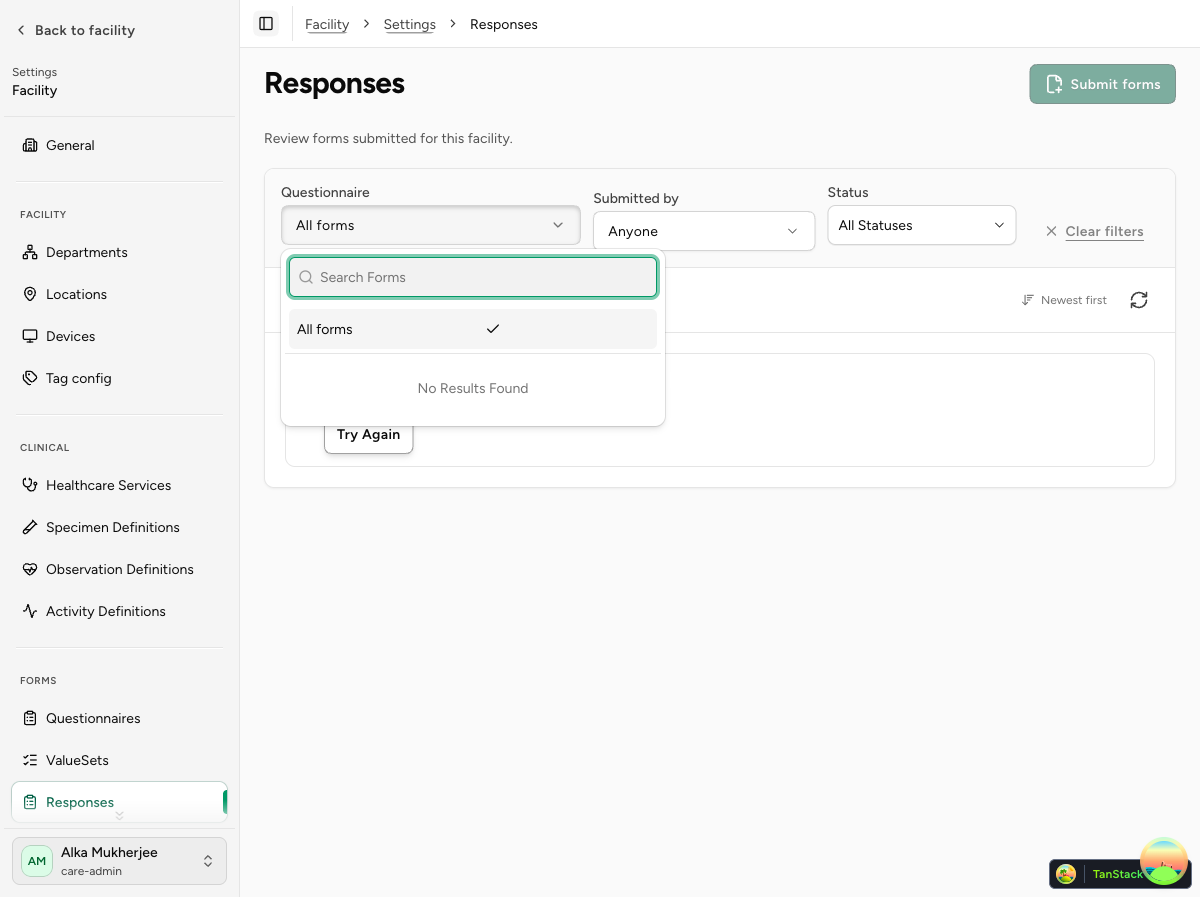 Back to facility
Settings
Facility
General
FACILITY
Departments
Locations
Devices
Tag config
CLINICAL
Healthcare Services
Specimen Definitions
Observation Definitions
Activity Definitions
FORMS
Questionnaires
ValueSets
Responses
AM
Alka Mukherjee
care-admin
Facility > Settings > Responses
Responses
Submit forms
Review forms submitted for this facility.
Questionnaire
Submitted by
Status
All forms
Anyone
All Statuses
Clear filters
Search Forms
Newest first
All forms
No Results Found
Try Again
TanStack